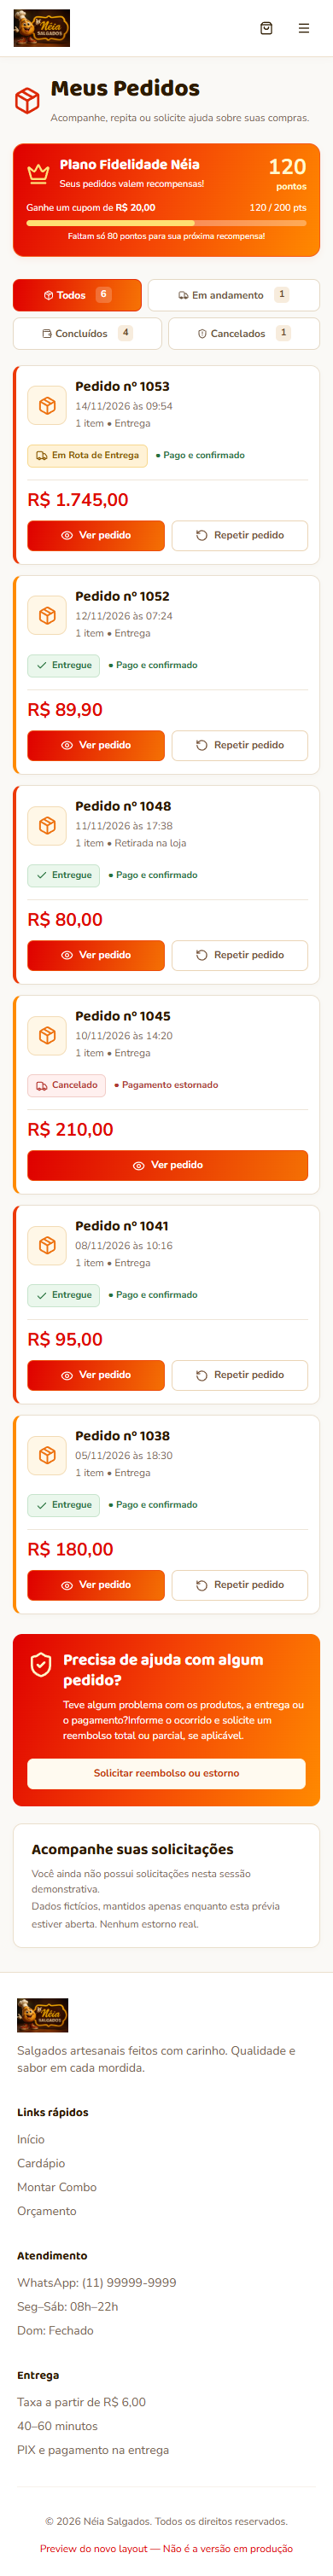 Néia
SALGADOS
Meus Pedidos
Acompanhe, repita ou solicite ajuda sobre suas compras.
Plano Fidelidade Néia
Seus pedidos valem recompensas!
120
pontos
Ganhe um cupom de R$ 20,00
120 / 200 pts
Faltam só 80 pontos para sua próxima recompensa!
Todos 6
Em andamento 1
Concluídos 4
Cancelados 1
Pedido nº 1053
14/11/2026 às 09:54
1 item • Entrega
Em Rota de Entrega • Pago e confirmado
R$ 1.745,00
Ver pedido
Repetir pedido
Pedido nº 1052
12/11/2026 às 07:24
1 item • Entrega
Entregue • Pago e confirmado
R$ 89,90
Ver pedido
Repetir pedido
Pedido nº 1048
11/11/2026 às 17:38
1 item • Retirada na loja
Entregue • Pago e confirmado
R$ 80,00
Ver pedido
Repetir pedido
Pedido nº 1045
10/11/2026 às 14:20
1 item • Entrega
Cancelado • Pagamento estornado
R$ 210,00
Ver pedido
Pedido nº 1041
08/11/2026 às 10:16
1 item • Entrega
Entregue • Pago e confirmado
R$ 95,00
Ver pedido
Repetir pedido
Pedido nº 1038
05/11/2026 às 18:30
1 item • Entrega
Entregue • Pago e confirmado
R$ 180,00
Ver pedido
Repetir pedido
Precisa de ajuda com algum
pedido?
Teve algum problema com os produtos, a entrega ou
o pagamento?Informe o ocorrido e solicite um
reembolso total ou parcial, se aplicável.
Solicitar reembolso ou estorno
Acompanhe suas solicitações
Você ainda não possui solicitações nesta sessão
demonstrativa.
Dados fictícios, mantidos apenas enquanto esta prévia
estiver aberta. Nenhum estorno real.
Néia
SALGADOS
Salgados artesanais feitos com carinho. Qualidade e
sabor em cada mordida.
Links rápidos
Início
Cardápio
Montar Combo
Orçamento
Atendimento
WhatsApp: (11) 99999-9999
Seg–Sáb: 08h–22h
Dom: Fechado
Entrega
Taxa a partir de R$ 6,00
40–60 minutos
PIX e pagamento na entrega
© 2026 Néia Salgados. Todos os direitos reservados.
Preview do novo layout — Não é a versão em produção